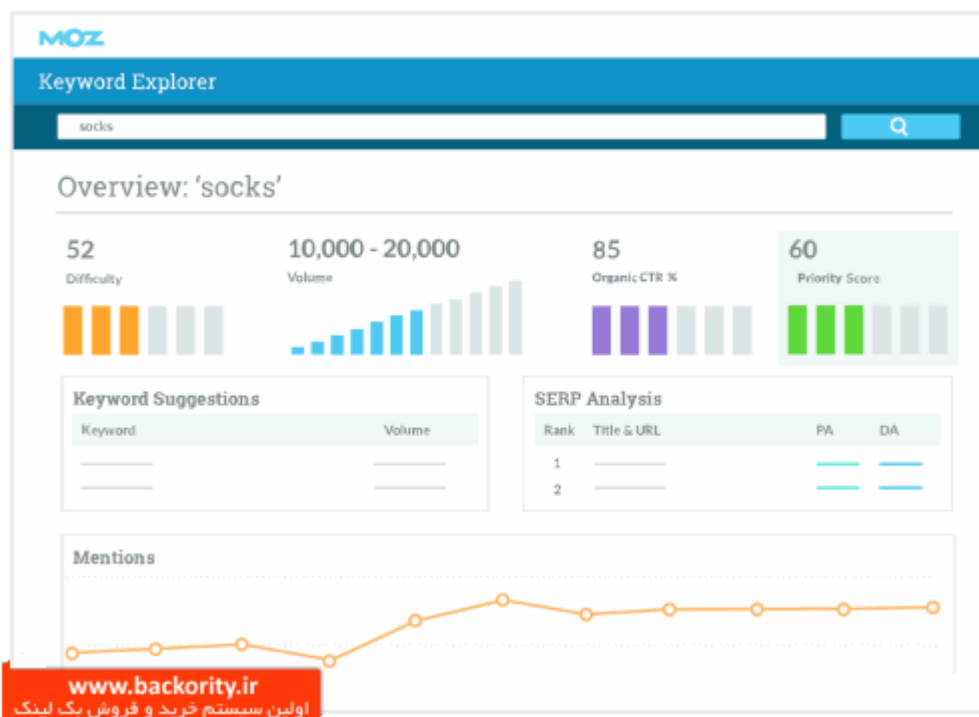 MOZ
Keyword Explorer
socks
Overview: 'socks'
52
Difficulty
10,000 - 20,000
Volume
85
Organic CTR %
60
Priority Score
Keyword Suggestions
Keyword Volume
SERP Analysis
Rank Title & URL PA DA
1
2
Mentions
www.backority.ir
اولین سیستم خرید و فروش بک لینک